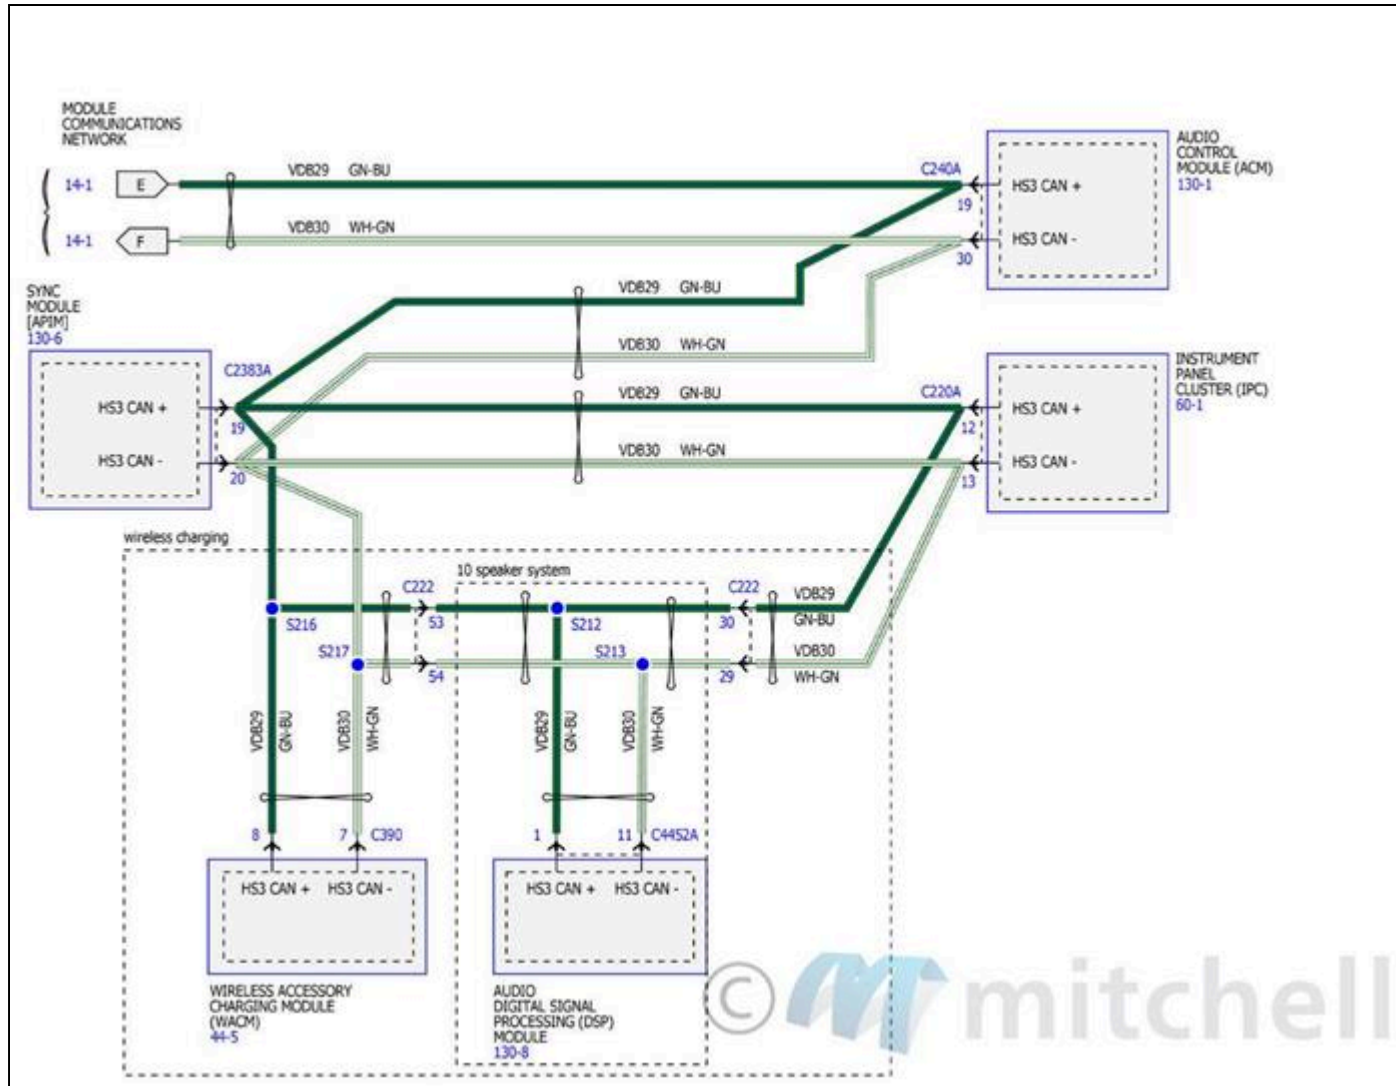 MODULE
COMMUNICATIONS
NETWORK
14-1 E VDB29 GN-BU
14-1 F VDB30 WH-GN
C240A
19
30
HS3 CAN +
HS3 CAN -
AUDIO
CONTROL
MODULE (ACM)
130-1
SYNC
MODULE
[APIM]
130-6
HS3 CAN +
HS3 CAN -
C2383A
19
20
VDB29 GN-BU
VDB30 WH-GN
VDB29 GN-BU
VDB30 WH-GN
C220A
12
13
HS3 CAN +
HS3 CAN -
INSTRUMENT
PANEL
CLUSTER (IPC)
60-1
wireless charging
10 speaker system
S216
S217
C222
53
54
S212
S213
C222
30
29
VDB29
GN-BU
VDB30
WH-GN
VDB29
GN-BU
VDB30
WH-GN
VDB29
GN-BU
VDB30
WH-GN
8 7 C390
1 11 C4452A
HS3 CAN + HS3 CAN -
HS3 CAN + HS3 CAN -
WIRELESS ACCESSORY
CHARGING MODULE
(WACM)
44-5
AUDIO
DIGITAL SIGNAL
PROCESSING (DSP)
MODULE
130-8
© mitchell